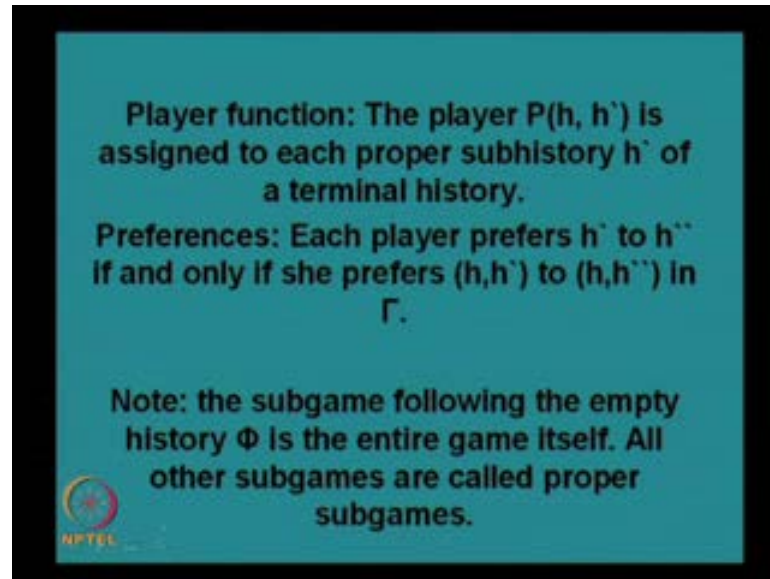 Player function: The player P(h, h`) is
assigned to each proper subhistory h` of
a terminal history.
Preferences: Each player prefers h` to h``
if and only if she prefers (h,h`) to (h,h``) in
Γ.
Note: the subgame following the empty
history Φ is the entire game itself. All
other subgames are called proper
subgames.
NPTEL